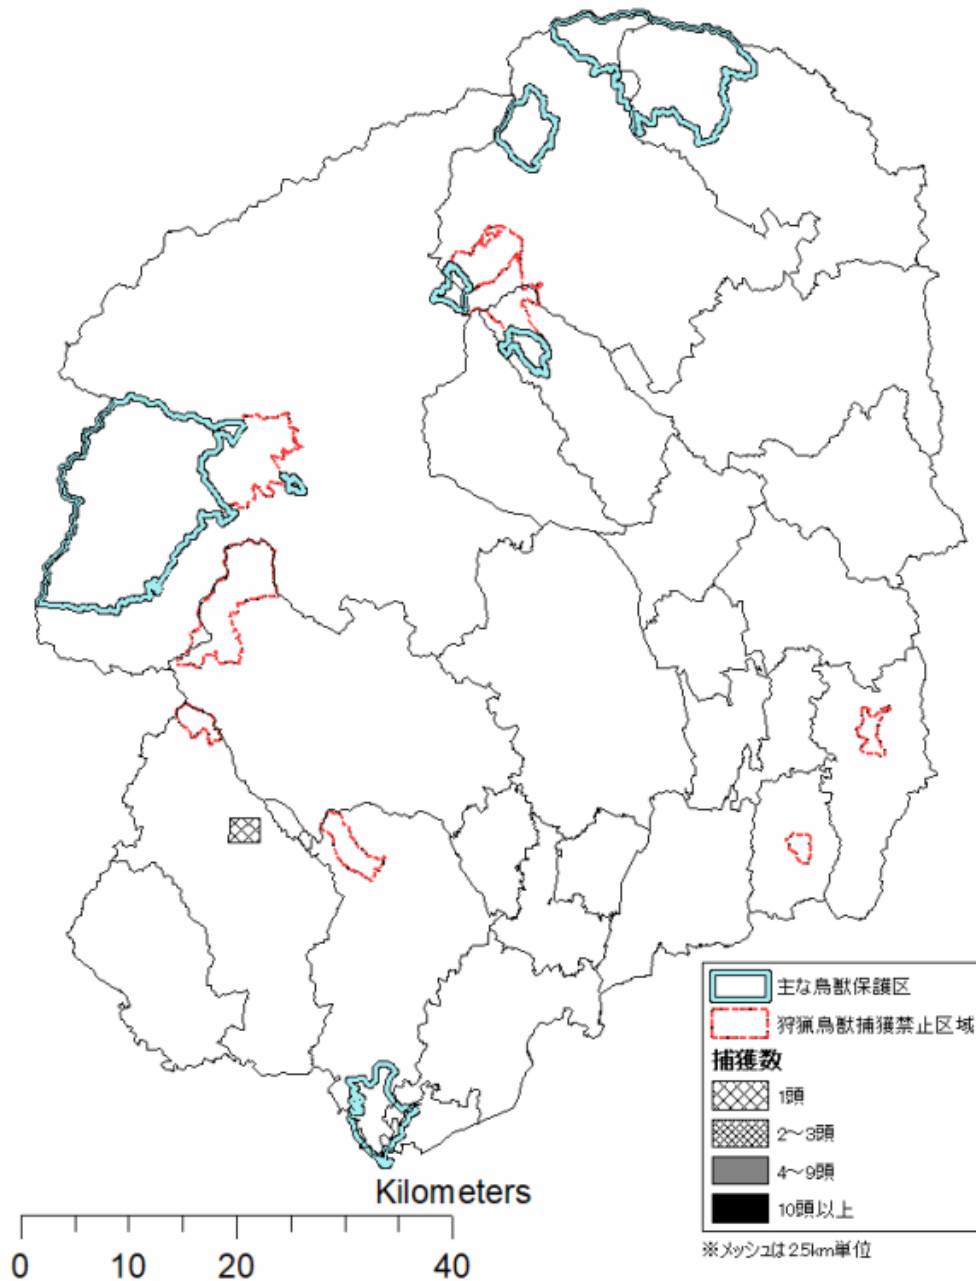 主な鳥獣保護区
狩猟鳥獣捕獲禁止区域
捕獲数
1頭
2～3頭
4～9頭
10頭以上
※メッシュは2.5km単位
Kilometers
0 10 20 40